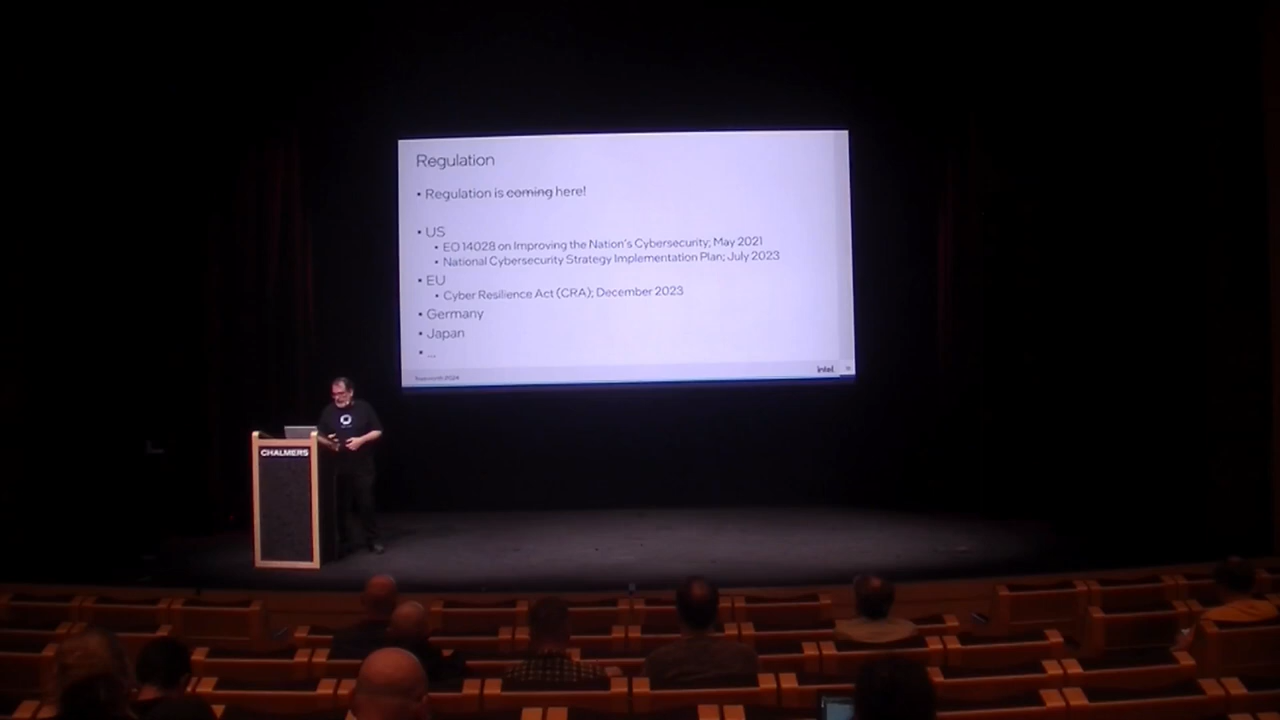 Regulation
• Regulation is coming here!
• US
• EO 14028 on Improving the Nation's Cybersecurity; May 2021
• National Cybersecurity Strategy Implementation Plan; July 2023
• EU
• Cyber Resilience Act (CRA); December 2023
• Germany
• Japan
• ...
intel.
CHALMERS